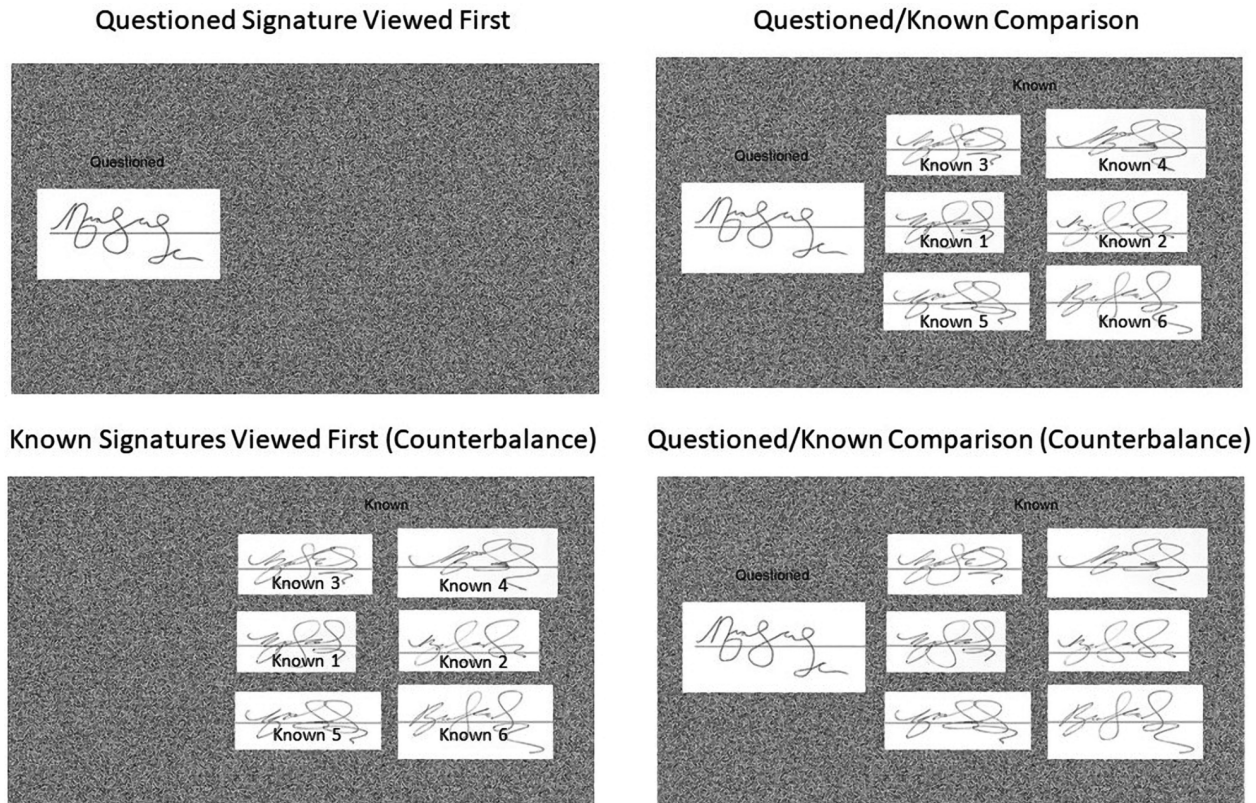 Questioned Signature Viewed First
Questioned/Known Comparison
Questioned
Known
Questioned
Known 3
Known 4
Known 1
Known 2
Known 5
Known 6
Known Signatures Viewed First (Counterbalance)
Questioned/Known Comparison (Counterbalance)
Known
Known 3
Known 4
Known 1
Known 2
Known 5
Known 6
Known
Questioned